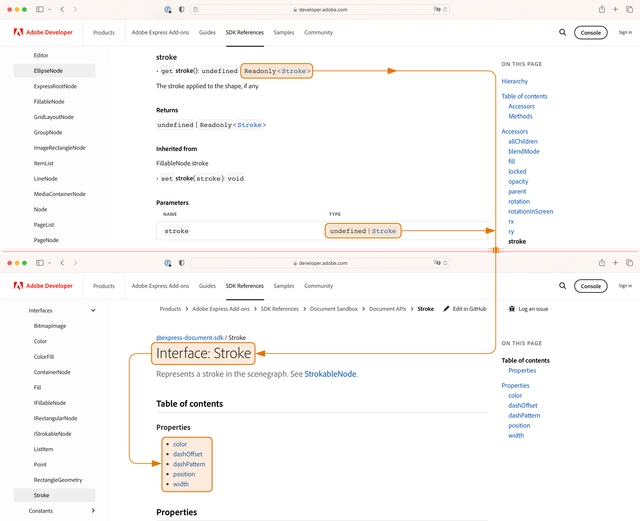 developer.adobe.com
Adobe Developer
Products
Adobe Express Add-ons
Guides
SDK References
Samples
Community
Console
Sign in
Editor
EllipseNode
ExpressRootNode
FillableNode
GridLayoutNode
GroupNode
ImageRectangleNode
ItemList
LineNode
MediaContainerNode
Node
PageList
PageNode
stroke
• get stroke(): undefined | Readonly<Stroke>
The stroke applied to the shape, if any.
Returns
undefined | Readonly<Stroke>
Inherited from
FillableNode.stroke
• set stroke(stroke): void
Parameters
NAME TYPE
stroke undefined | Stroke
ON THIS PAGE
Hierarchy
Table of contents
Accessors
Methods
Accessors
allChildren
blendMode
fill
locked
opacity
parent
rotation
rotationInScreen
rx
ry
stroke
developer.adobe.com
Adobe Developer
Products
Adobe Express Add-ons
Guides
SDK References
Samples
Community
Console
Sign in
Interfaces
BitmapImage
Color
ColorFill
ContainerNode
Fill
IFillableNode
IRectangularNode
IStrokableNode
ListItem
Point
RectangleGeometry
Stroke
Constants
Products > Adobe Express Add-ons > SDK References > Document Sandbox > Document APIs > Stroke
Edit in GitHub
Log an issue
@express-document-sdk / Stroke
Interface: Stroke
Represents a stroke in the scenegraph. See StrokableNode.
Table of contents
Properties
• color
• dashOffset
• dashPattern
• position
• width
Properties
ON THIS PAGE
Table of contents
Properties
Properties
color
dashOffset
dashPattern
position
width